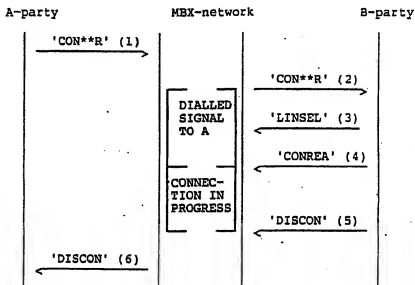 A-party MBX-network B-party
'CON**R' (1)
'CON**R' (2)
DIALLED
SIGNAL
TO A
'LINSEL' (3)
'CONREA' (4)
CONNEC-
TION IN
PROGRESS
'DISCON' (5)
'DISCON' (6)